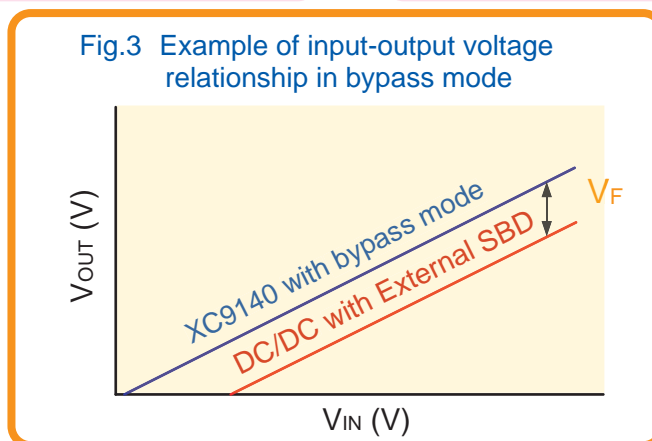 Fig.3 Example of input-output voltage
relationship in bypass mode
VOUT (V)
XC9140 with bypass mode
VF
DC/DC with External SBD
VIN (V)